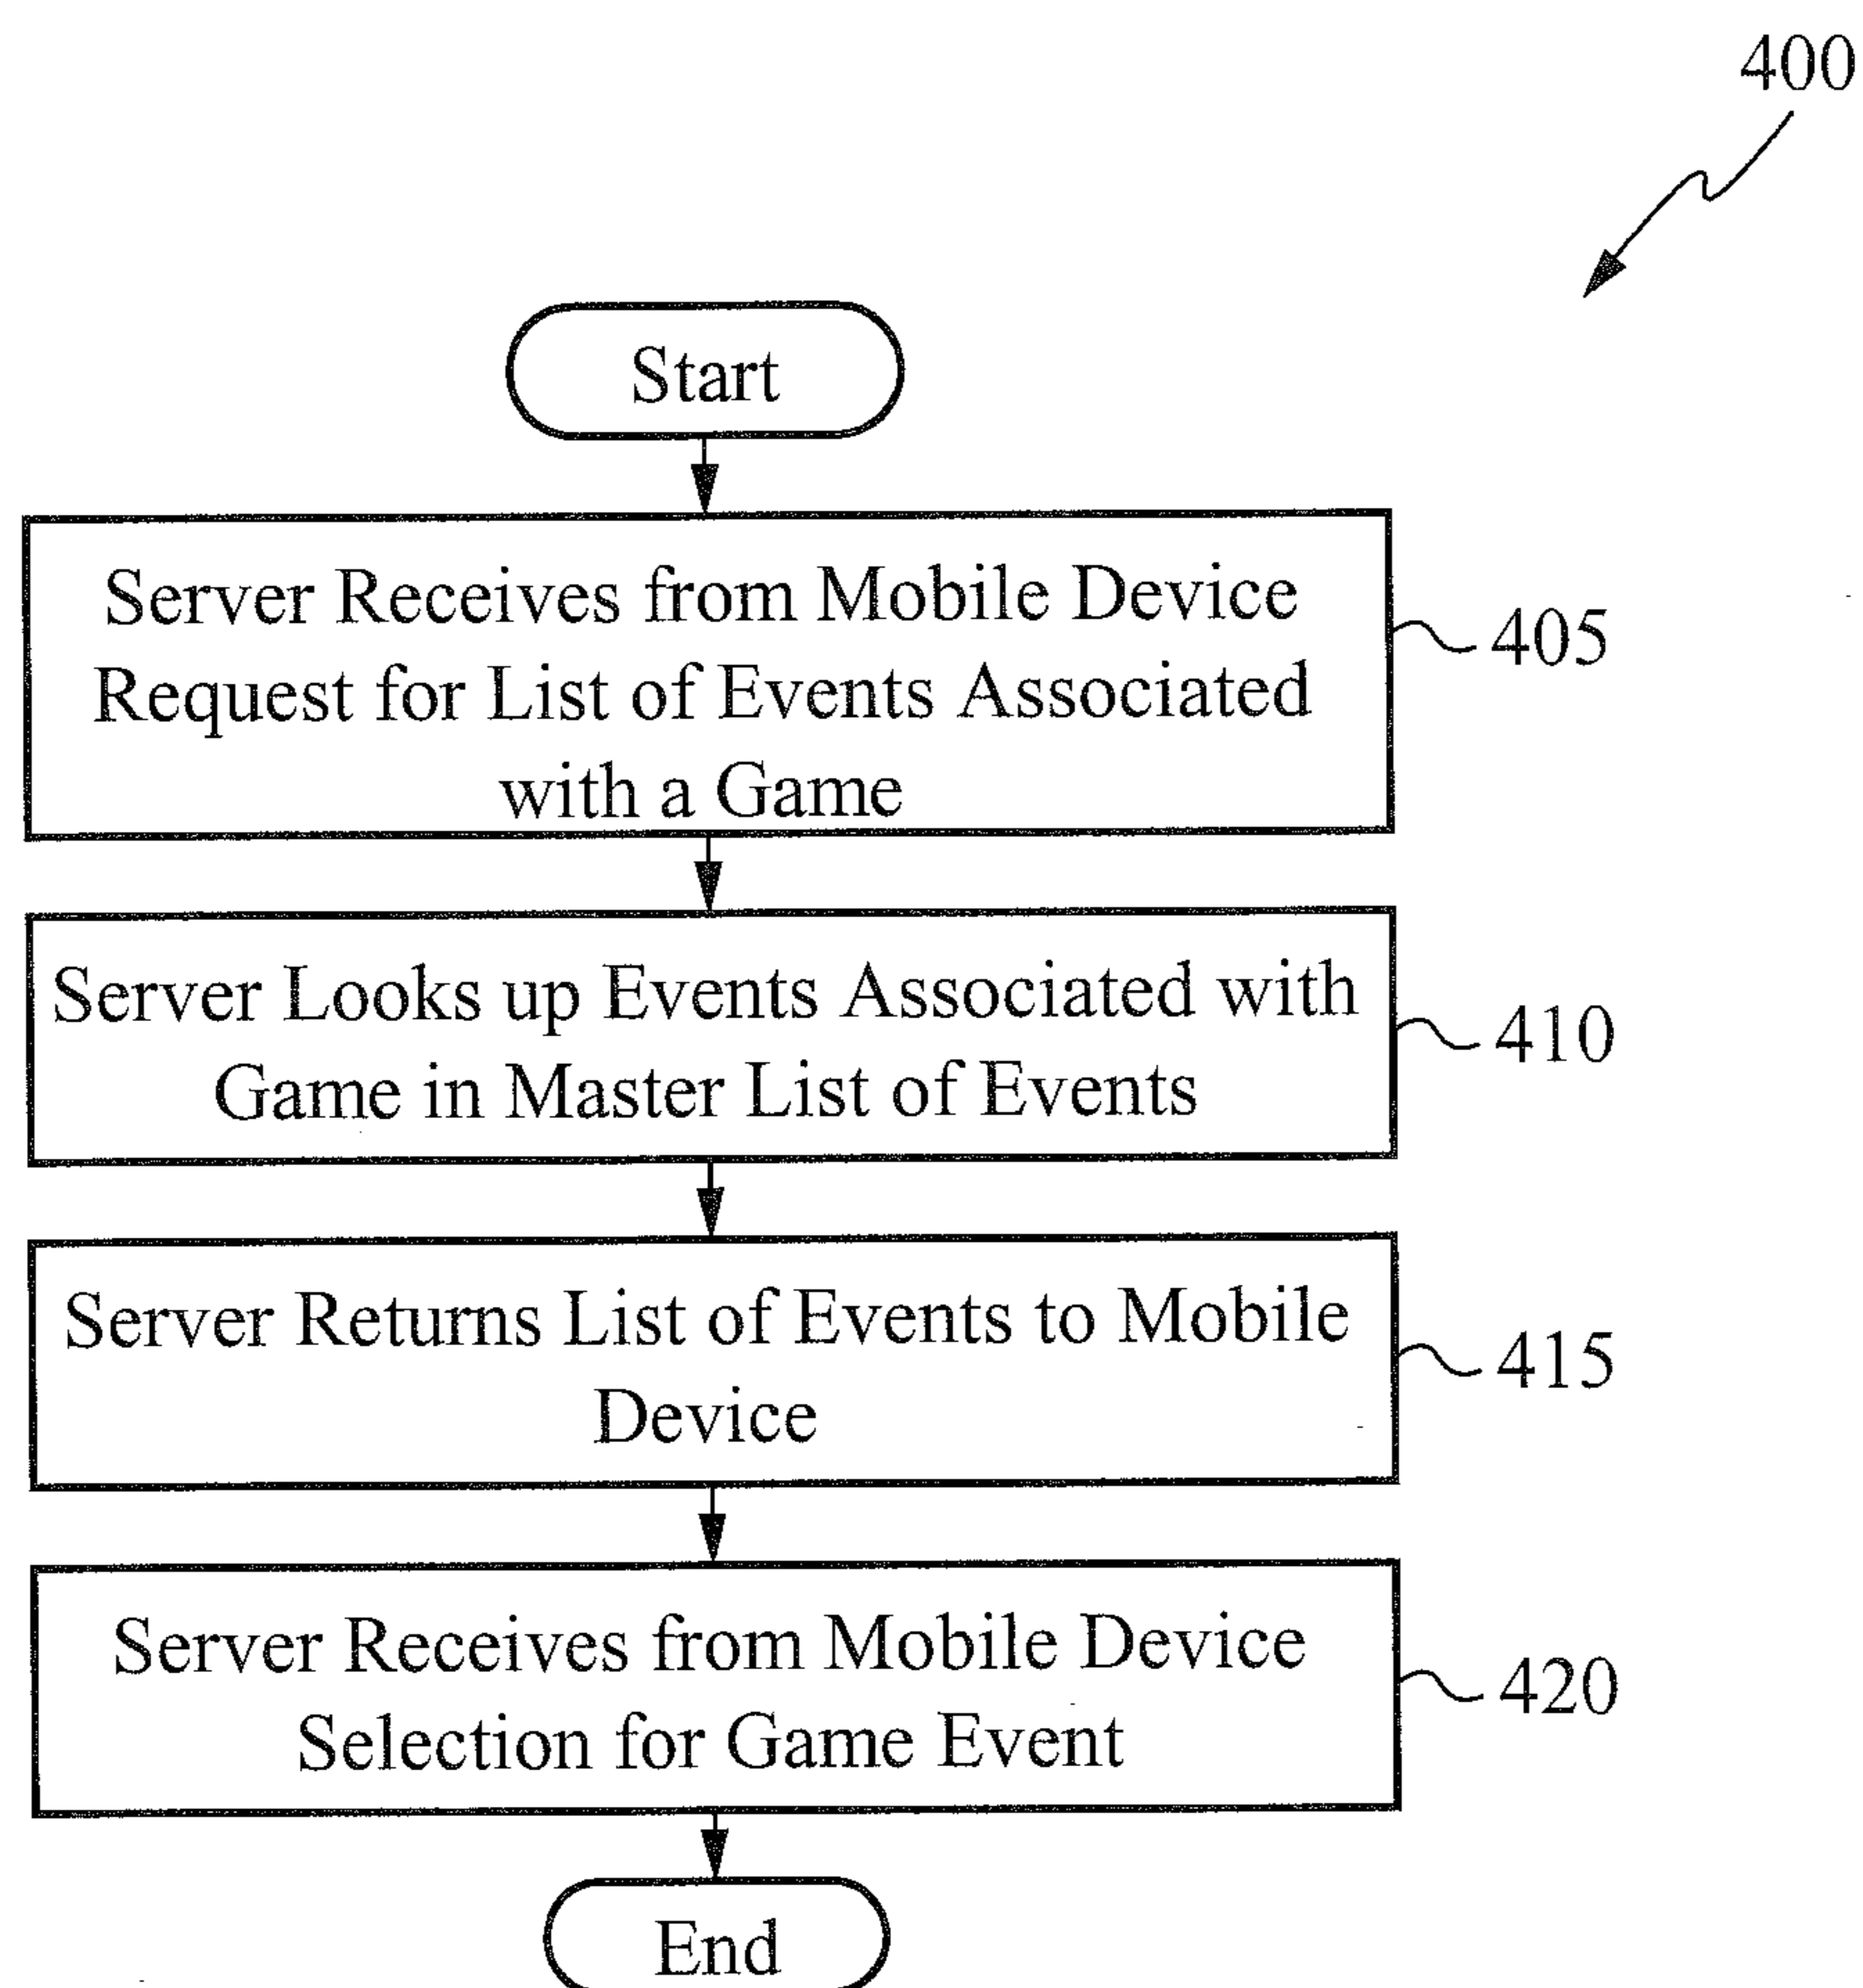 400
Start
Server Receives from Mobile Device
Request for List of Events Associated
with a Game
405
Server Looks up Events Associated with
Game in Master List of Events
410
Server Returns List of Events to Mobile
Device
415
Server Receives from Mobile Device
Selection for Game Event
420
End